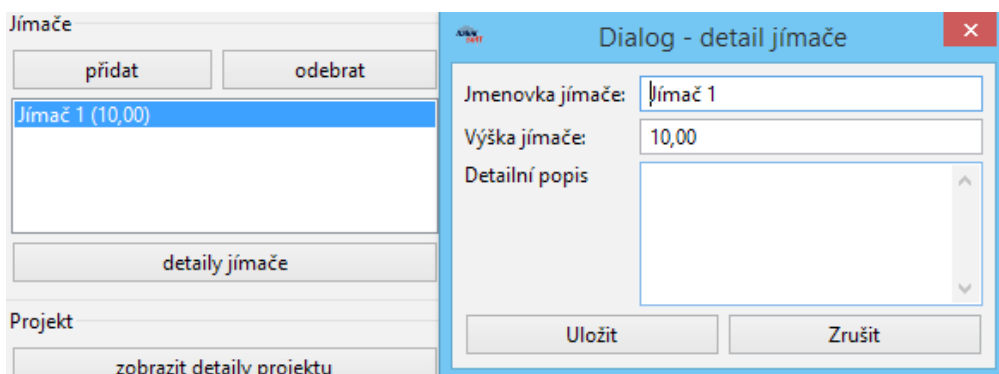 Jímače
přidat
odebrat
Jímač 1 (10,00)
detaily jímače
Projekt
zobrazit detaily projektu
Dialog - detail jímače
Jmenovka jímače: Jímač 1
Výška jímače: 10,00
Detailní popis
Uložit
Zrušit